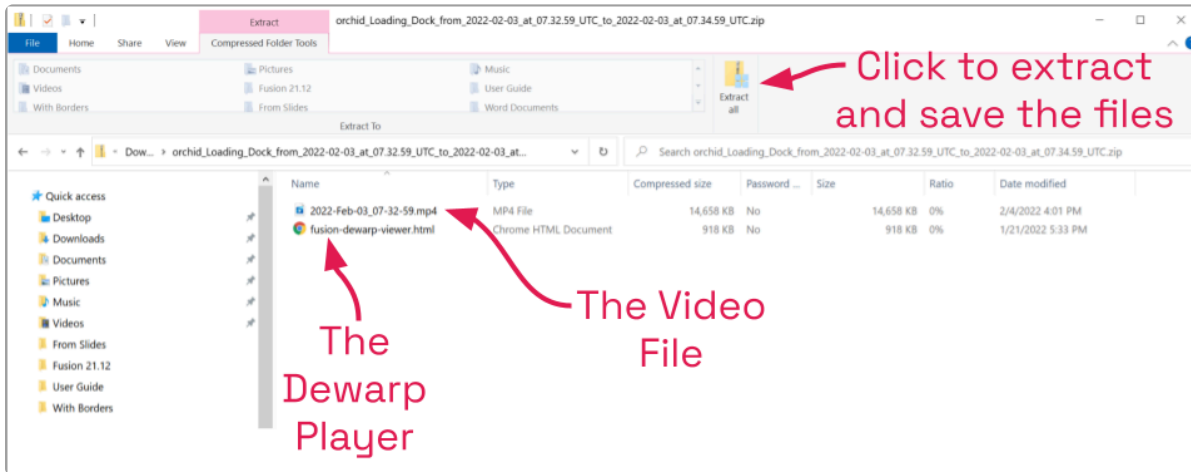 Extract
orchid_Loading_Dock_from_2022-02-03_at_07.32.59_UTC_to_2022-02-03_at_07.34.59_UTC.zip
File Home Share View Compressed Folder Tools
Documents Pictures Music
Videos Fusion 21.12 User Guide
With Borders From Slides Word Documents
Extract all
Extract To
Click to extract
and save the files
Dow... orchid_Loading_Dock_from_2022-02-03_at_07.32.59_UTC_to_2022-02-03_at...
Search orchid_Loading_Dock_from_2022-02-03_at_07.32.59_UTC_to_2022-02-03_at_07.34.59_UTC.zip
Name Type Compressed size Password ... Size Ratio Date modified
2022-Feb-03_07-32-59.mp4 MP4 File 14,658 KB No 14,658 KB 0% 2/4/2022 4:01 PM
fusion-dewarp-viewer.html Chrome HTML Document 918 KB No 918 KB 0% 1/21/2022 5:33 PM
Quick access
Desktop
Downloads
Documents
Pictures
Music
Videos
From Slides
Fusion 21.12
User Guide
With Borders
The
Dewarp
Player
The Video
File